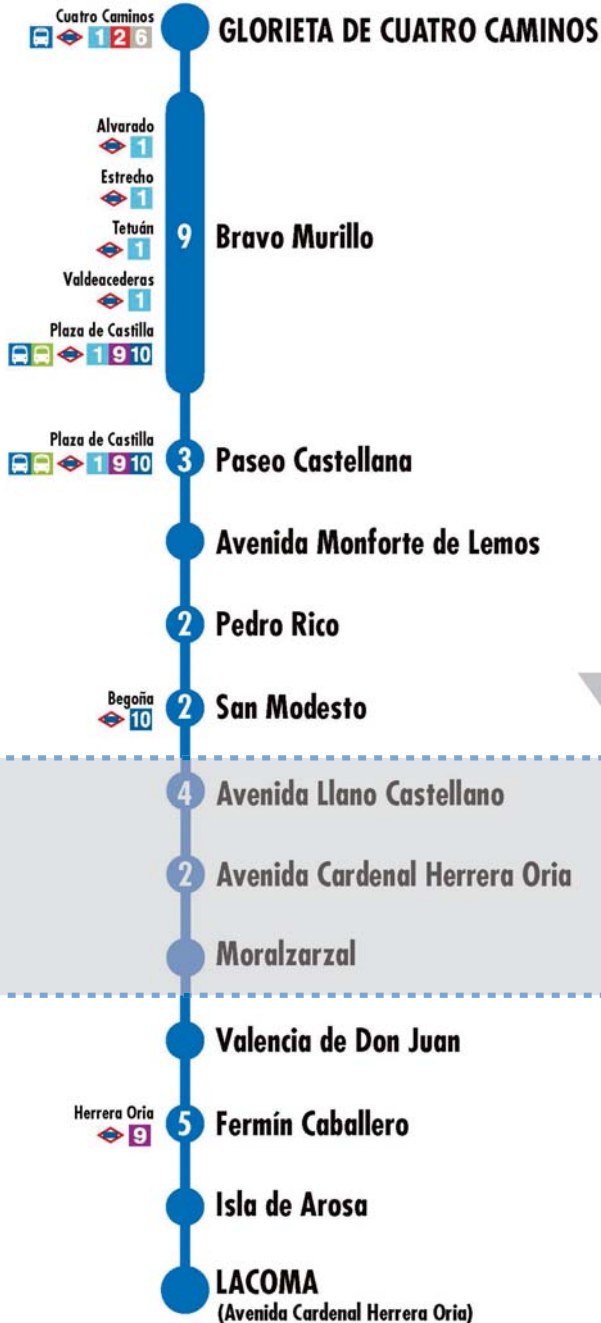 Cuatro Caminos
1 2 6
GLORIETA DE CUATRO CAMINOS
Alvarado
1
Estrecho
1
Tetuán
1
Valdeacederas
1
Plaza de Castilla
1 9 10
9 Bravo Murillo
Plaza de Castilla
1 9 10
3 Paseo Castellana
Avenida Monforte de Lemos
2 Pedro Rico
Begoña
10
2 San Modesto
4 Avenida Llano Castellano
2 Avenida Cardenal Herrera Oria
Moralzarzal
Valencia de Don Juan
Herrera Oria
9
5 Fermín Caballero
Isla de Arosa
LACOMA
(Avenida Cardenal Herrera Oria)